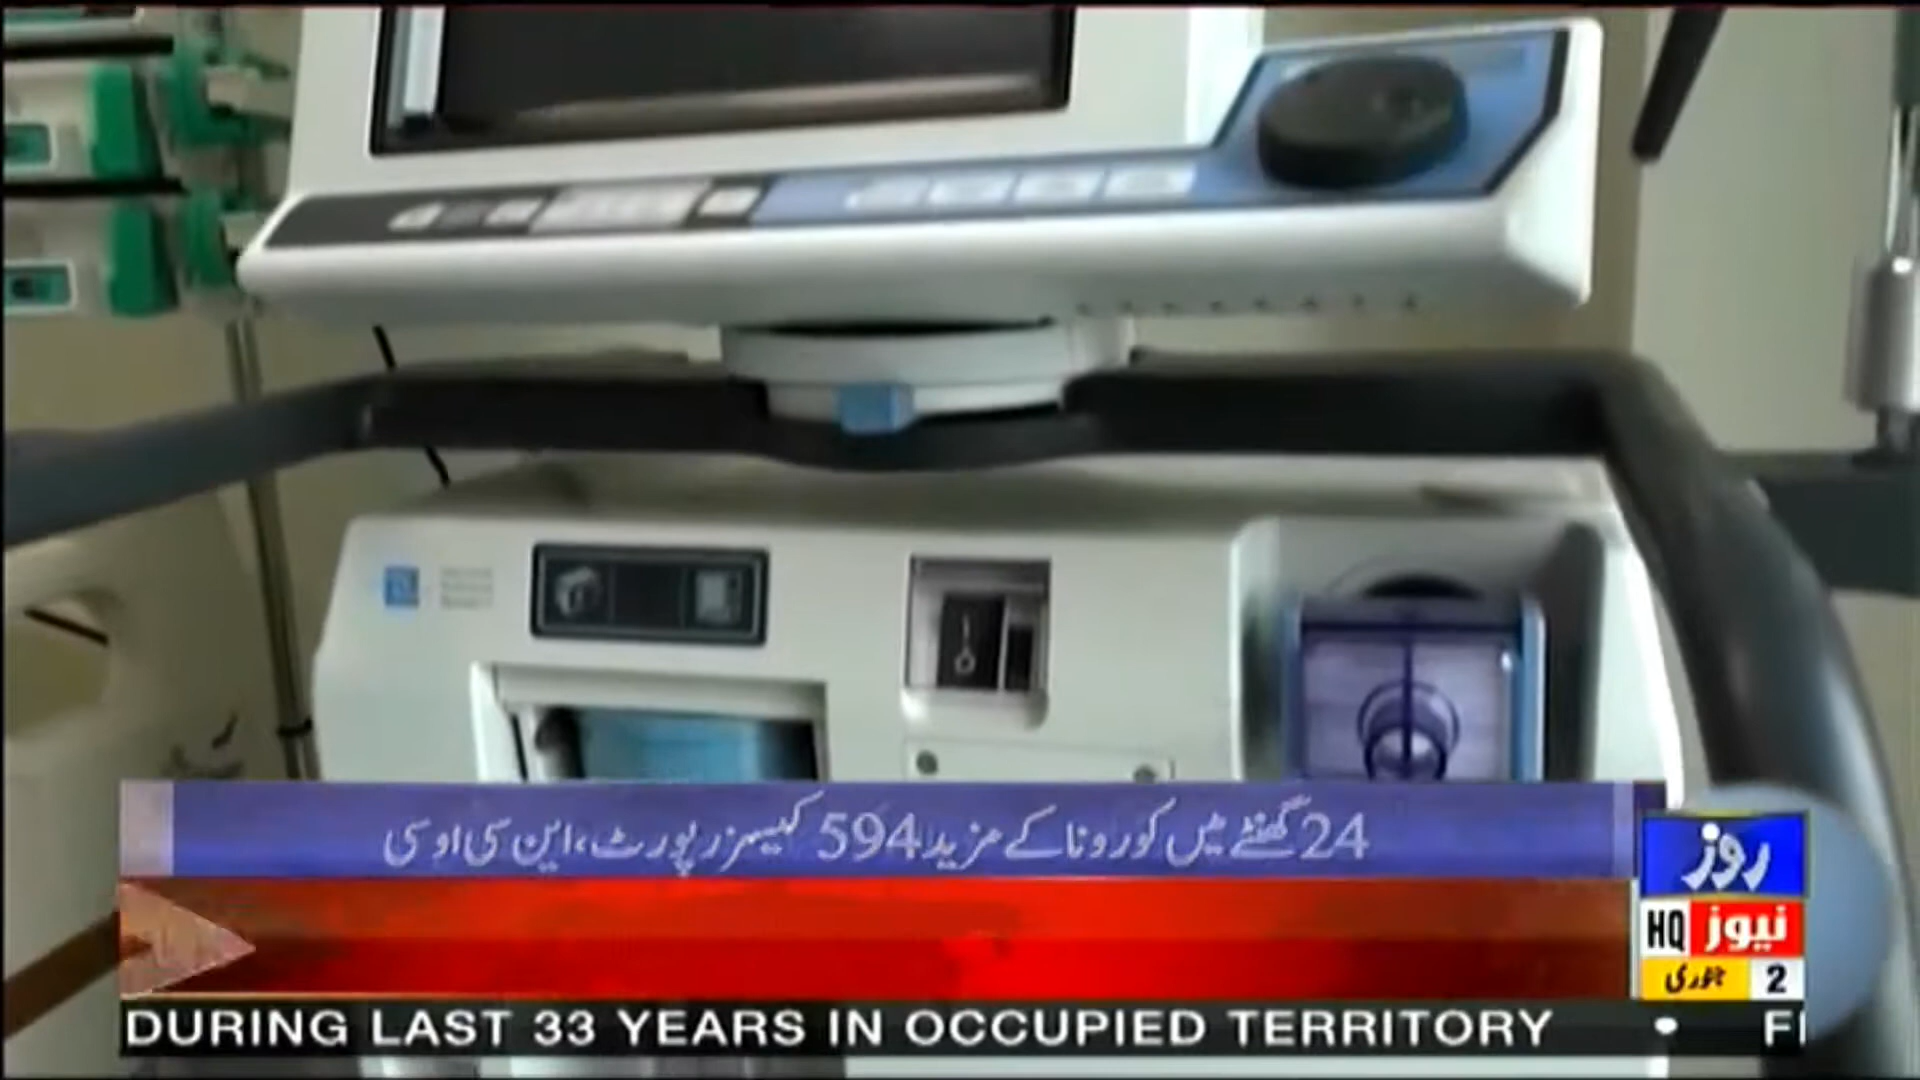 24 گھنٹے میں کورونا کے مزید 594 کیسز رپورٹ، این سی او سی
روز
HQ نیوز
2 جنوری
DURING LAST 33 YEARS IN OCCUPIED TERRITORY • F